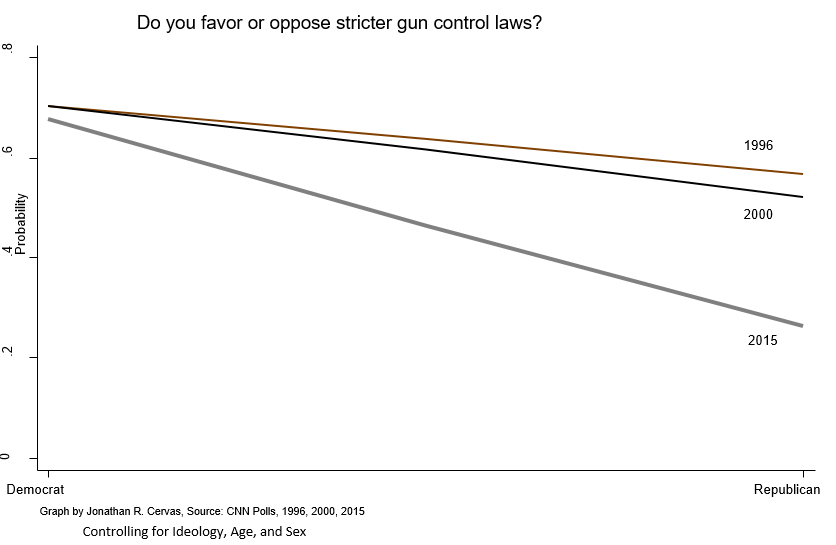 Do you favor or oppose stricter gun control laws?
.8
.6
.4
.2
0
Probability
1996
2000
2015
Democrat
Republican
Graph by Jonathan R. Cervas, Source: CNN Polls, 1996, 2000, 2015
Controlling for Ideology, Age, and Sex